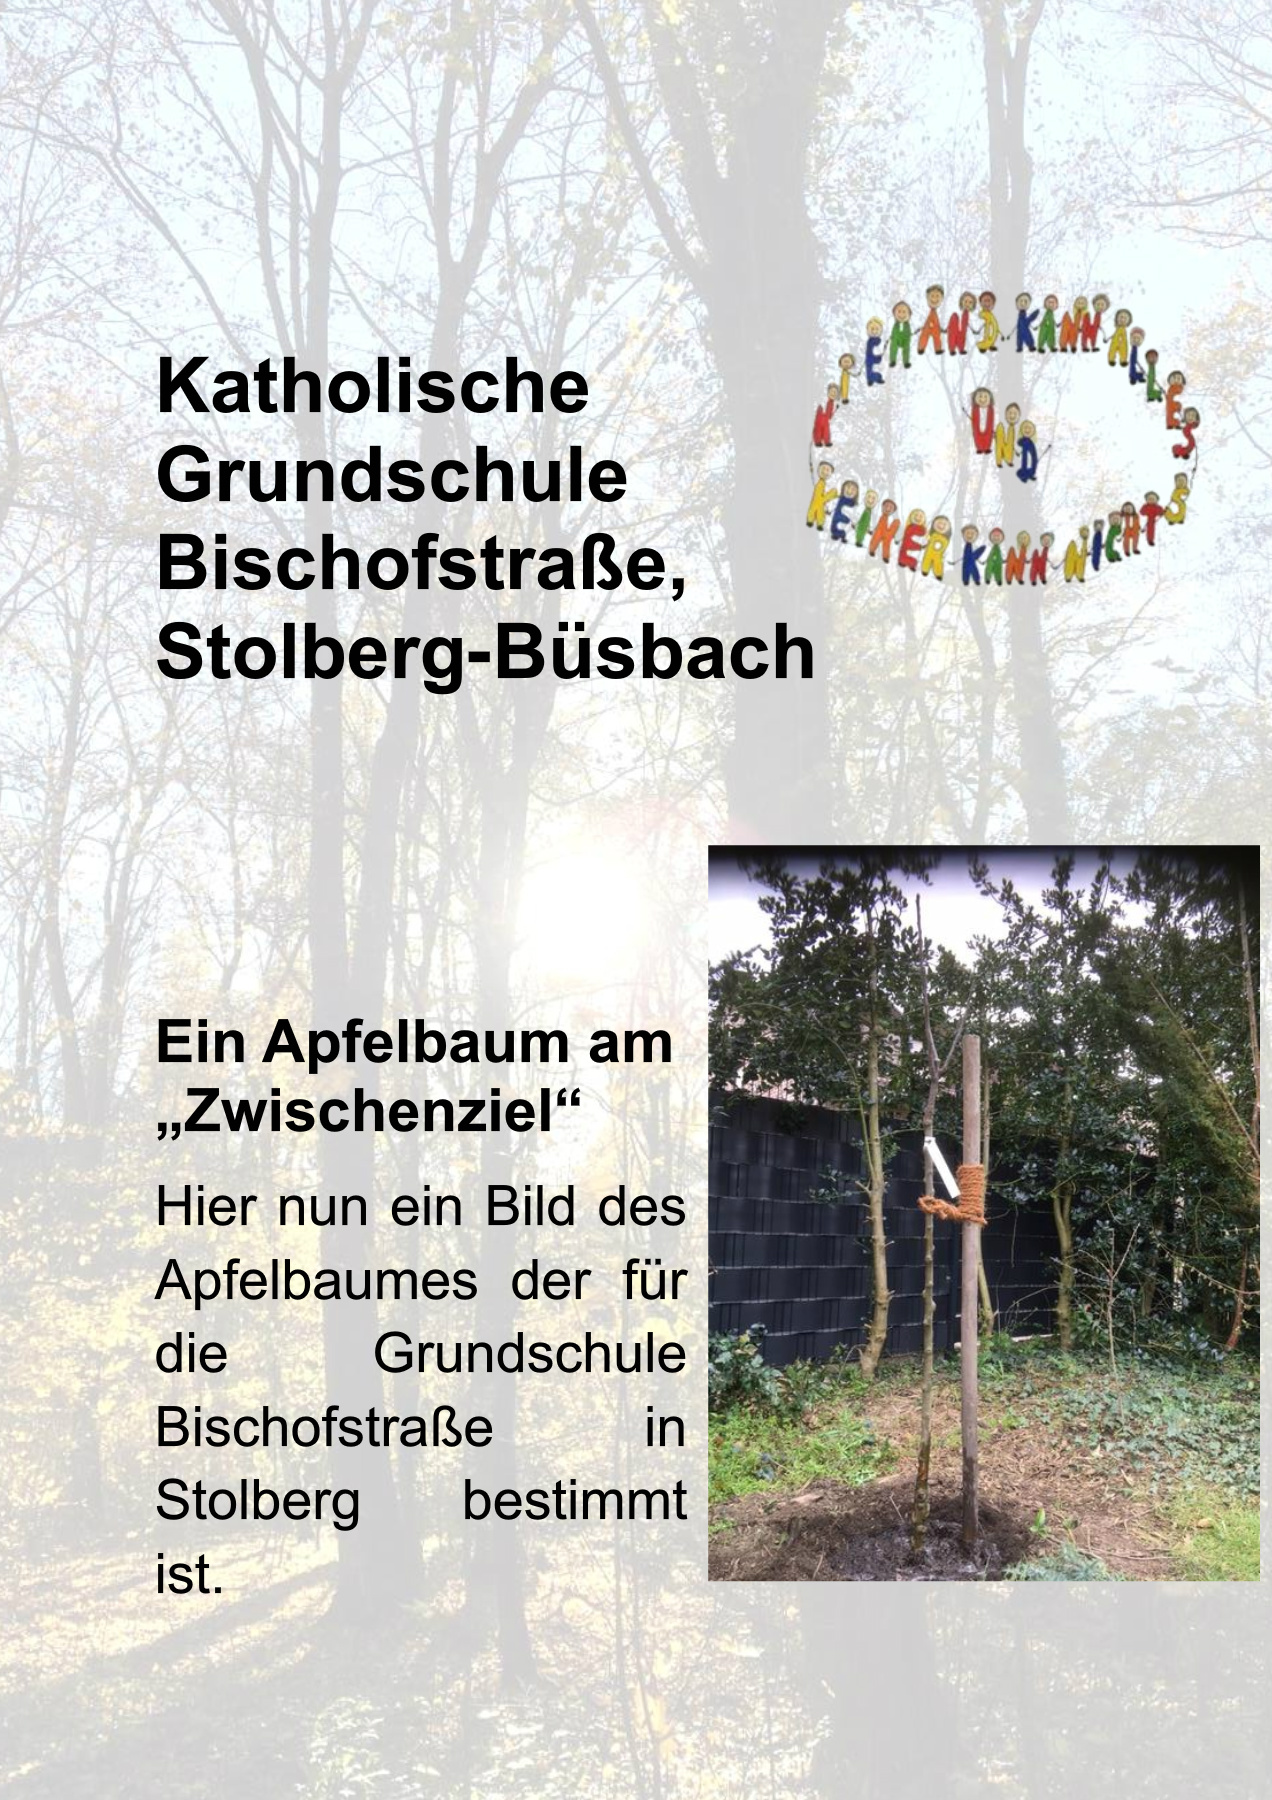 Katholische
Grundschule
Bischofstraße,
Stolberg-Büsbach
NIEMAND KANN ALLES
UND
KEINER KANN NICHTS
Ein Apfelbaum am
„Zwischenziel“
Hier nun ein Bild des
Apfelbaumes der für
die Grundschule
Bischofstraße in
Stolberg bestimmt
ist.